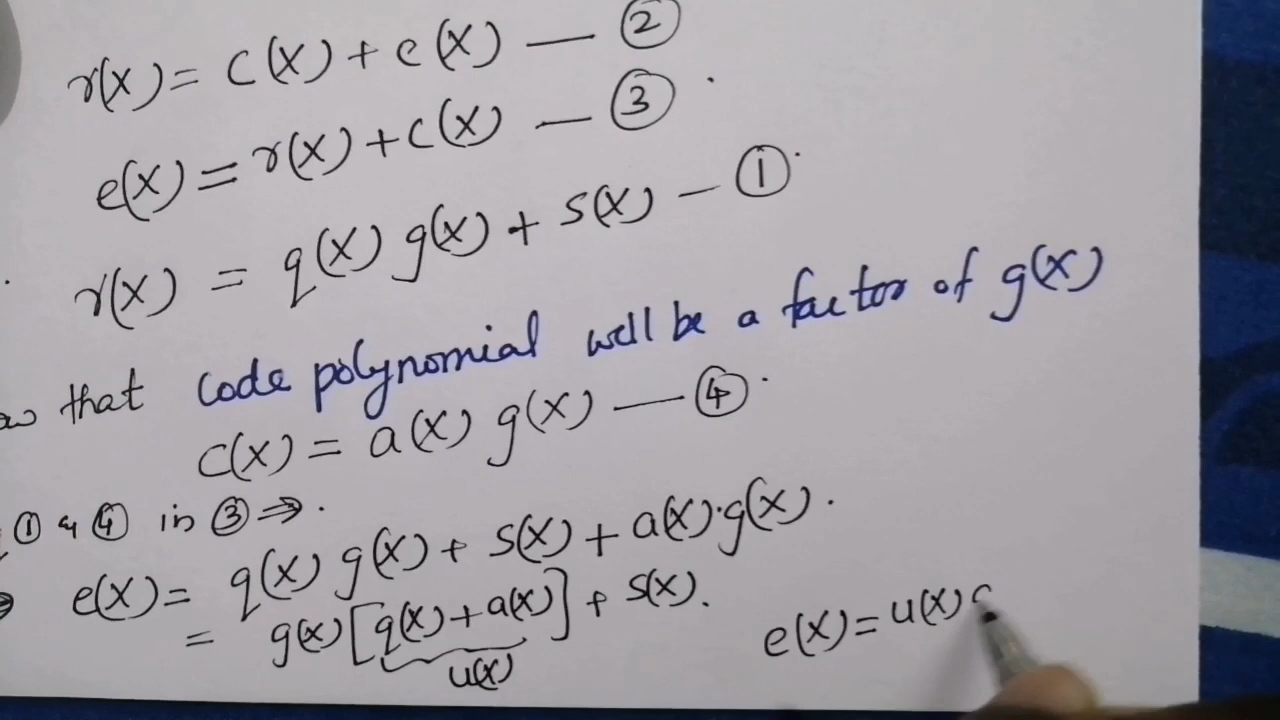 r(X) = C(X) + e(X) — ②
e(X) = r(X) + c(X) — ③
r(X) = q(X) g(X) + S(X) — ①
that code polynomial will be a factor of g(X)
C(X) = a(X) g(X) — ④
① & ④ in ③ ⇒.
e(X) = q(X) g(X) + S(X) + a(X)·g(X).
= g(X) [q(X) + a(X)] + S(X).
u(X)
e(X) = u(X)